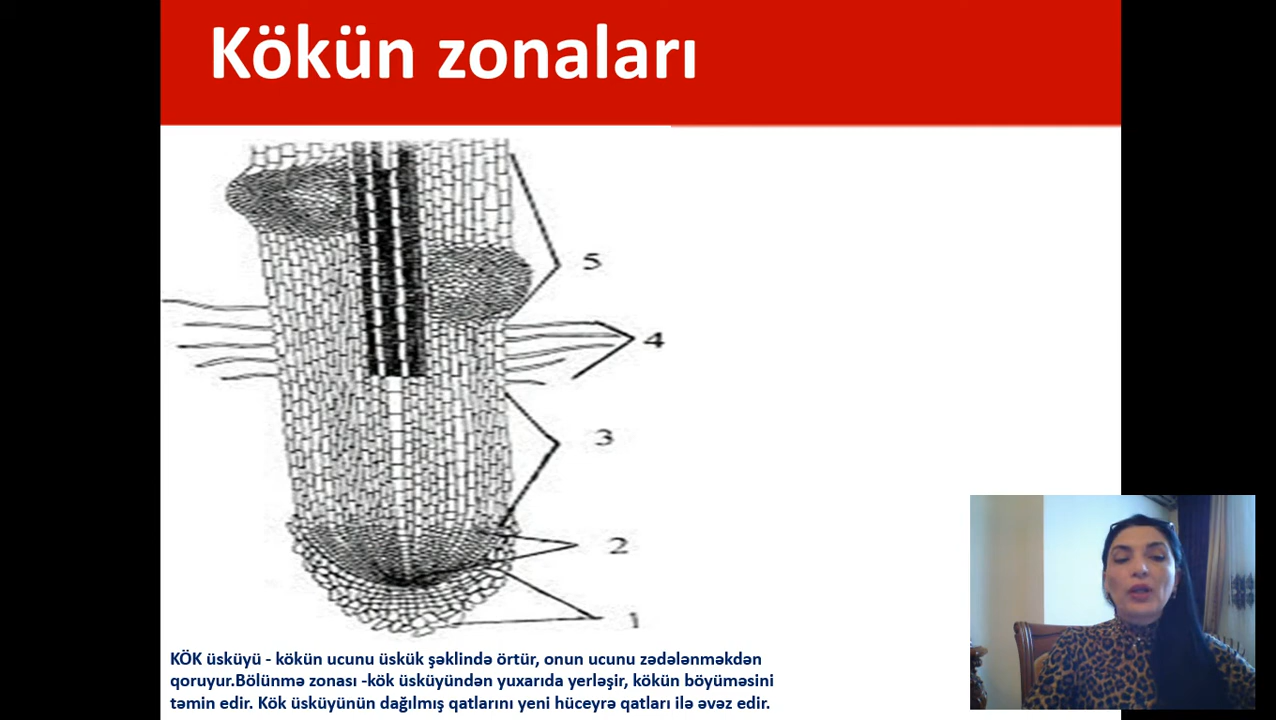 Kökün zonaları
5
4
3
2
1
KÖK üsküyü - kökün ucunu üskük şəklində örtür, onun ucunu zədələnməkdən
qoruyur.Bölünmə zonası -kök üsküyündən yuxarıda yerləşir, kökün böyüməsini
təmin edir. Kök üsküyünün dağılmış qatlarını yeni hüceyrə qatları ilə əvəz edir.